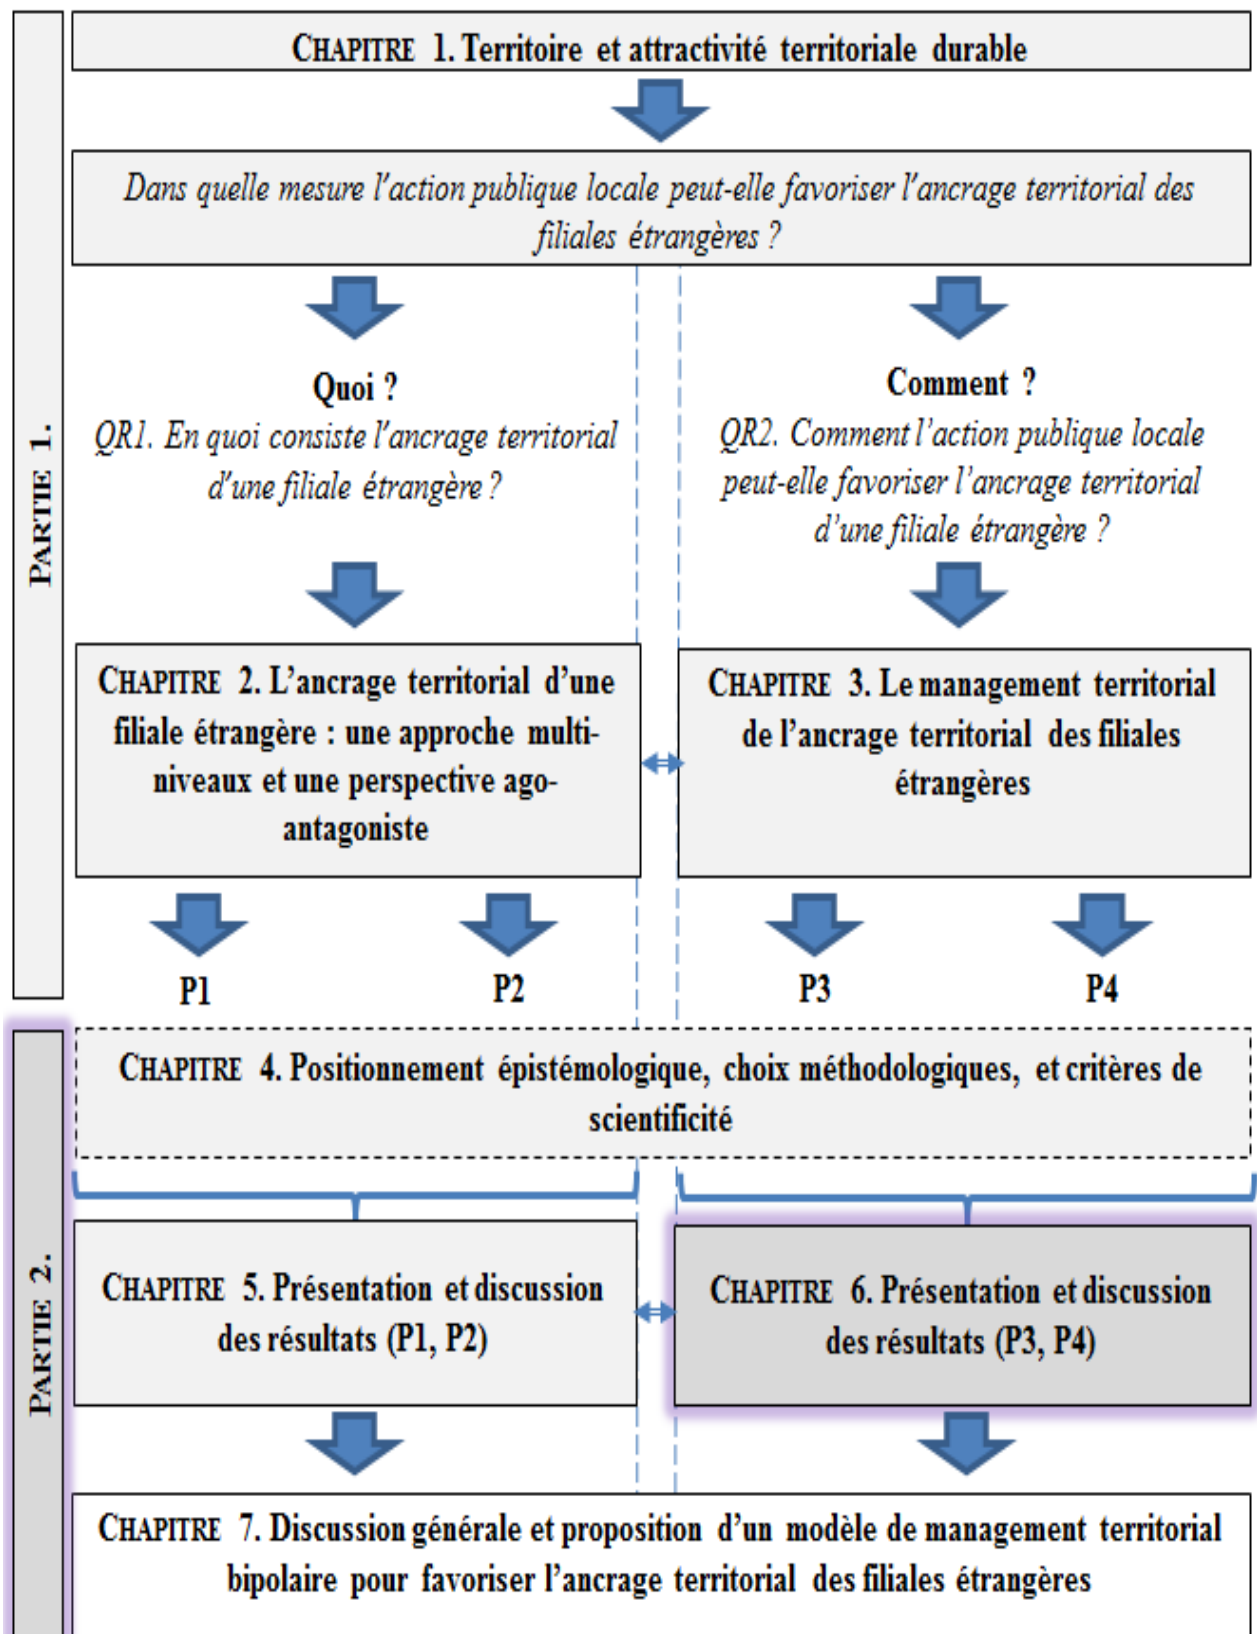 CHAPITRE 1. Territoire et attractivité territoriale durable
Dans quelle mesure l'action publique locale peut-elle favoriser l'ancrage territorial des
filiales étrangères ?
PARTIE 1.
Quoi ?
QR1. En quoi consiste l'ancrage territorial
d'une filiale étrangère ?
Comment ?
QR2. Comment l'action publique locale
peut-elle favoriser l'ancrage territorial
d'une filiale étrangère ?
CHAPITRE 2. L'ancrage territorial d'une
filiale étrangère : une approche multi-
niveaux et une perspective ago-
antagoniste
CHAPITRE 3. Le management territorial
de l'ancrage territorial des filiales
étrangères
P1
P2
P3
P4
PARTIE 2.
CHAPITRE 4. Positionnement épistémologique, choix méthodologiques, et critères de
scientificité
CHAPITRE 5. Présentation et discussion
des résultats (P1, P2)
CHAPITRE 6. Présentation et discussion
des résultats (P3, P4)
CHAPITRE 7. Discussion générale et proposition d'un modèle de management territorial
bipolaire pour favoriser l'ancrage territorial des filiales étrangères